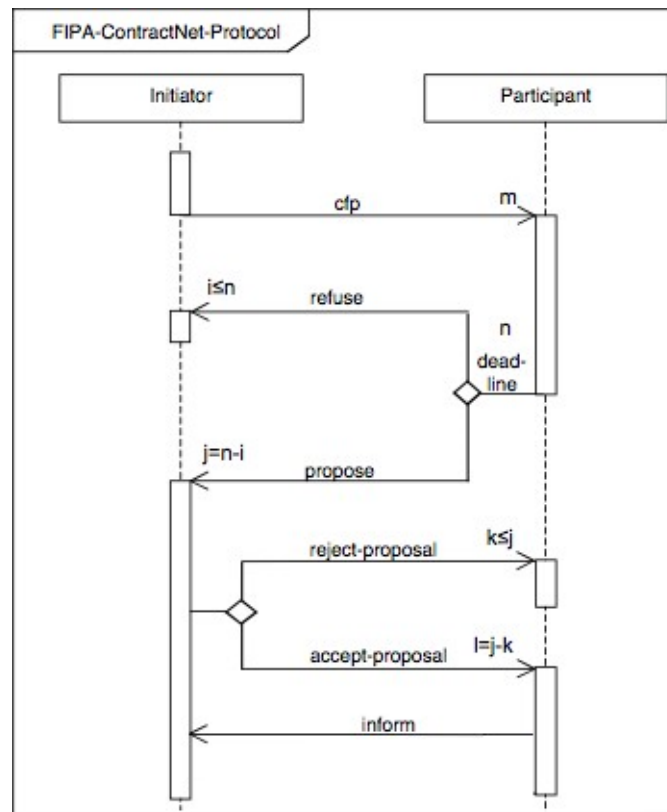 FIPA-ContractNet-Protocol
Initiator
Participant
cfp
m
i≤n
refuse
n
dead-
line
j=n-i
propose
reject-proposal
k≤j
accept-proposal
l=j-k
inform